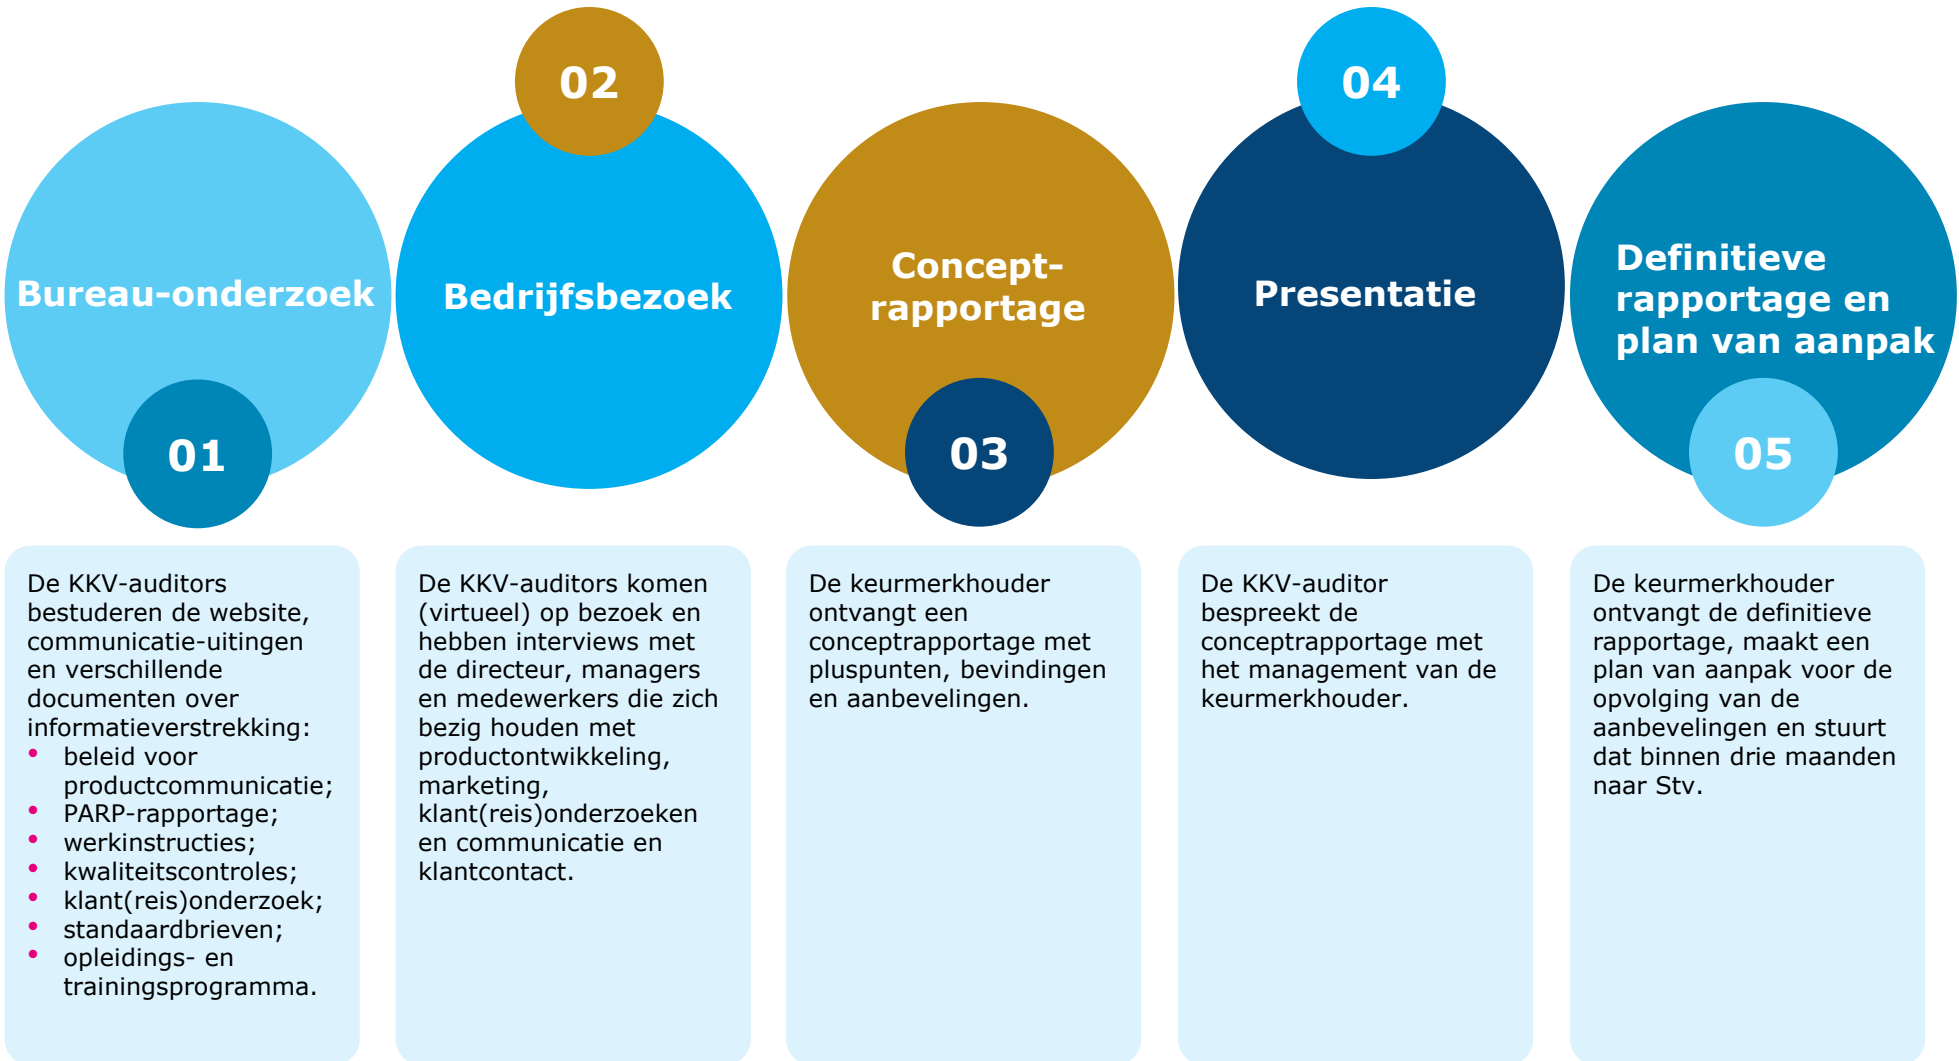 Bureau-onderzoek
01
De KKV-auditors
bestuderen de website,
communicatie-uitingen
en verschillende
documenten over
informatieverstrekking:
• beleid voor
productcommunicatie;
• PARP-rapportage;
• werkinstructies;
• kwaliteitscontroles;
• klant(reis)onderzoek;
• standaardbrieven;
• opleidings- en
trainingsprogramma.
02
Bedrijfsbezoek
De KKV-auditors komen
(virtueel) op bezoek en
hebben interviews met
de directeur, managers
en medewerkers die zich
bezig houden met
productontwikkeling,
marketing,
klant(reis)onderzoeken
en communicatie en
klantcontact.
Concept-
rapportage
03
De keurmerkhouder
ontvangt een
conceptrapportage met
pluspunten, bevindingen
en aanbevelingen.
04
Presentatie
De KKV-auditor
bespreekt de
conceptrapportage met
het management van de
keurmerkhouder.
Definitieve
rapportage en
plan van aanpak
05
De keurmerkhouder
ontvangt de definitieve
rapportage, maakt een
plan van aanpak voor de
opvolging van de
aanbevelingen en stuurt
dat binnen drie maanden
naar Stv.